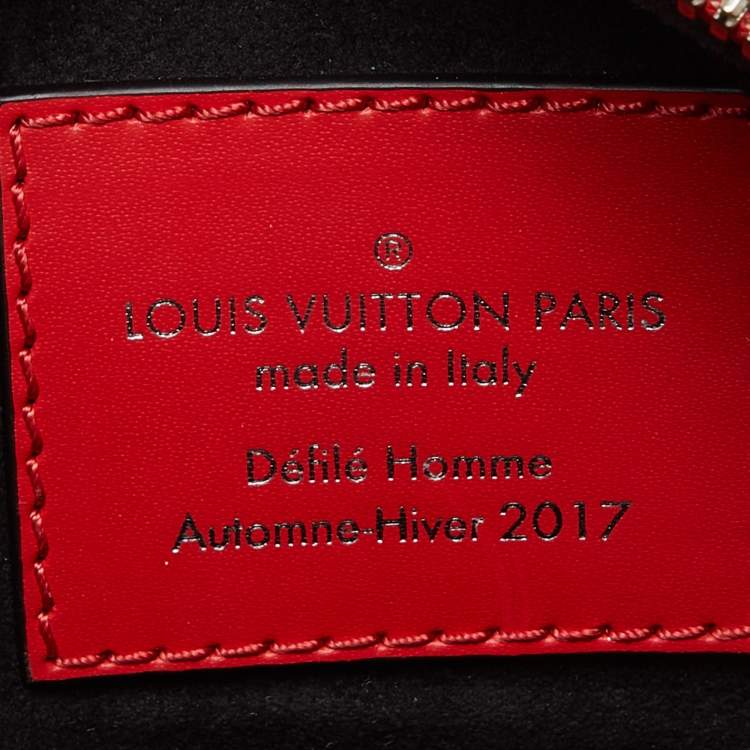 ®
LOUIS VUITTON PARIS
made in Italy
Défilé Homme
Automne-Hiver 2017